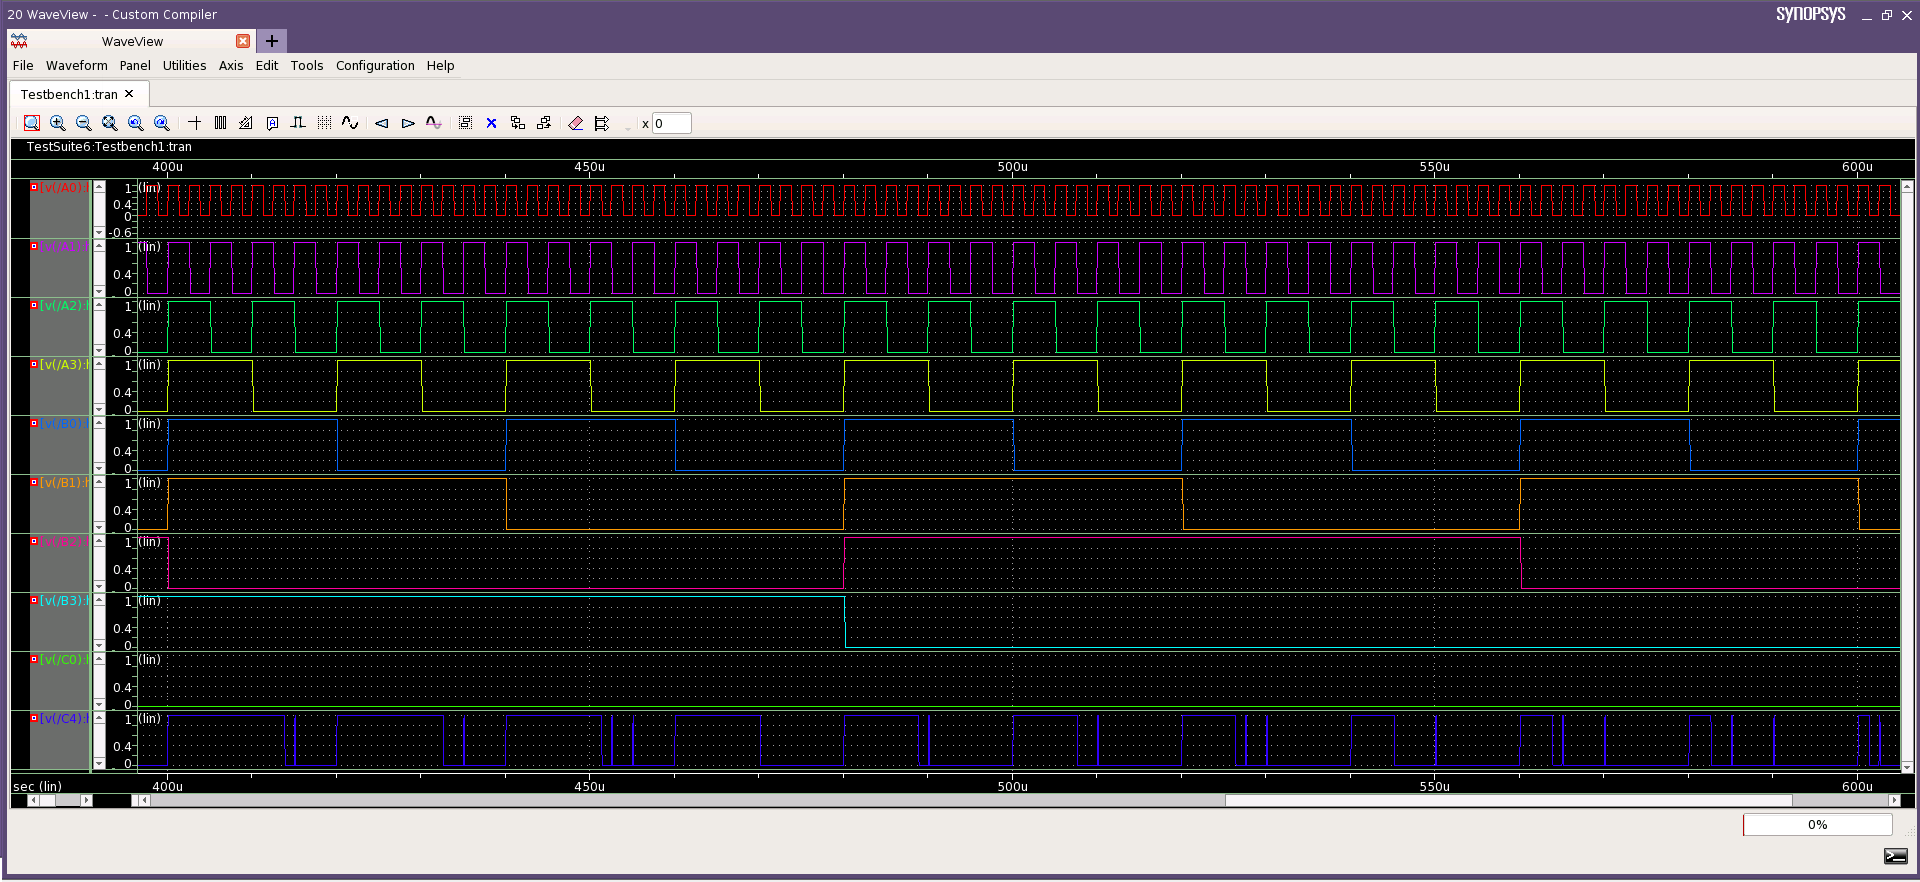 20 WaveView - - Custom Compiler
SYNOPSYS
WaveView
File Waveform Panel Utilities Axis Edit Tools Configuration Help
Testbench1:tran
x 0
TestSuite6:Testbench1:tran
400u 450u 500u 550u 600u
[v(/A0): 1 (lin)
0.4
0
-0.6
[v(/A1): 1 (lin)
0.4
0
[v(/A2): 1 (lin)
0.4
0
[v(/A3): 1 (lin)
0.4
0
[v(/B0): 1 (lin)
0.4
0
[v(/B1): 1 (lin)
0.4
0
[v(/B2): 1 (lin)
0.4
0
[v(/B3): 1 (lin)
0.4
0
[v(/C0): 1 (lin)
0.4
0
[v(/C4): 1 (lin)
0.4
0
sec (lin) 400u 450u 500u 550u 600u
0%